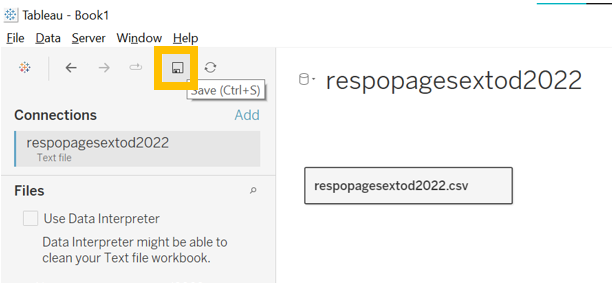 Tableau - Book1
File Data Server Window Help
Save (Ctrl+S)
Connections Add
respopagesextod2022
Text file
Files
Use Data Interpreter
Data Interpreter might be able to
clean your Text file workbook.
respopagesextod2022
respopagesextod2022.csv